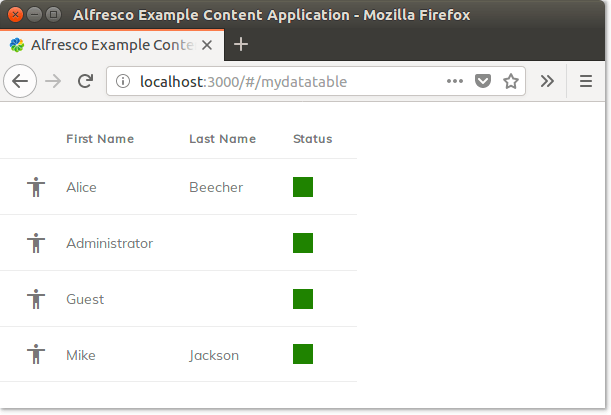 Alfresco Example Content Application - Mozilla Firefox
Alfresco Example Conte
localhost:3000/#/mydatatable
First Name Last Name Status
Alice Beecher
Administrator
Guest
Mike Jackson